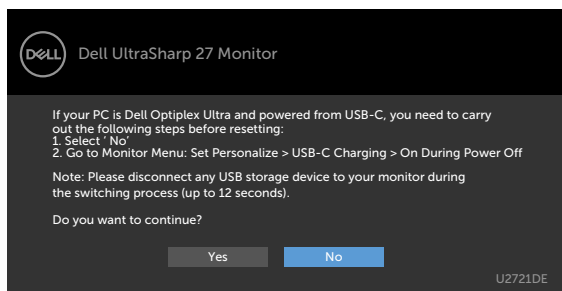 DELL
Dell UltraSharp 27 Monitor
If your PC is Dell Optiplex Ultra and powered from USB-C, you need to carry
out the following steps before resetting:
1. Select ‘ No’
2. Go to Monitor Menu: Set Personalize > USB-C Charging > On During Power Off
Note: Please disconnect any USB storage device to your monitor during
the switching process (up to 12 seconds).
Do you want to continue?
Yes No
U2721DE